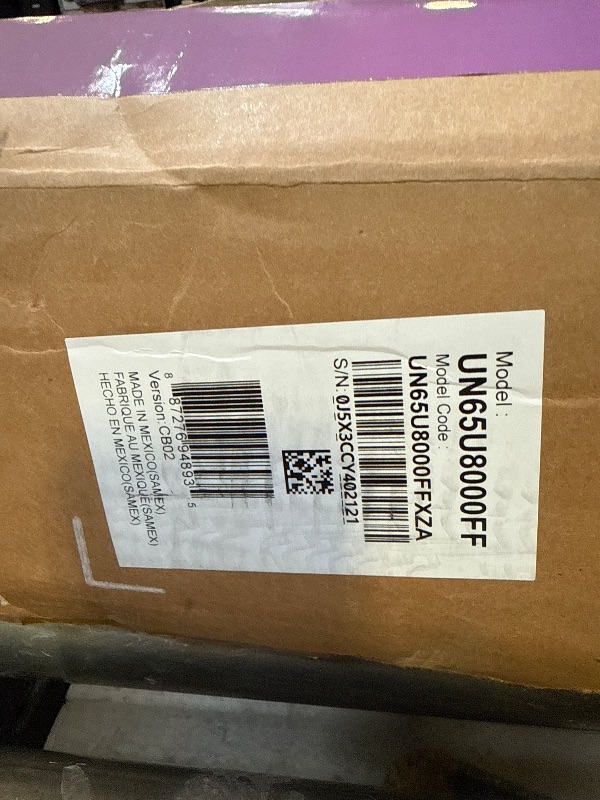 Model :
UN65U8000FF
Model Code :
UN65U8000FFXZA
S/N: 0J5X3CCY402121
8 87276 94893 5
Version: CB02
MADE IN MEXICO(SAMEX)
FABRIQUE AU MEXIQUE(SAMEX)
HECHO EN MEXICO(SAMEX)